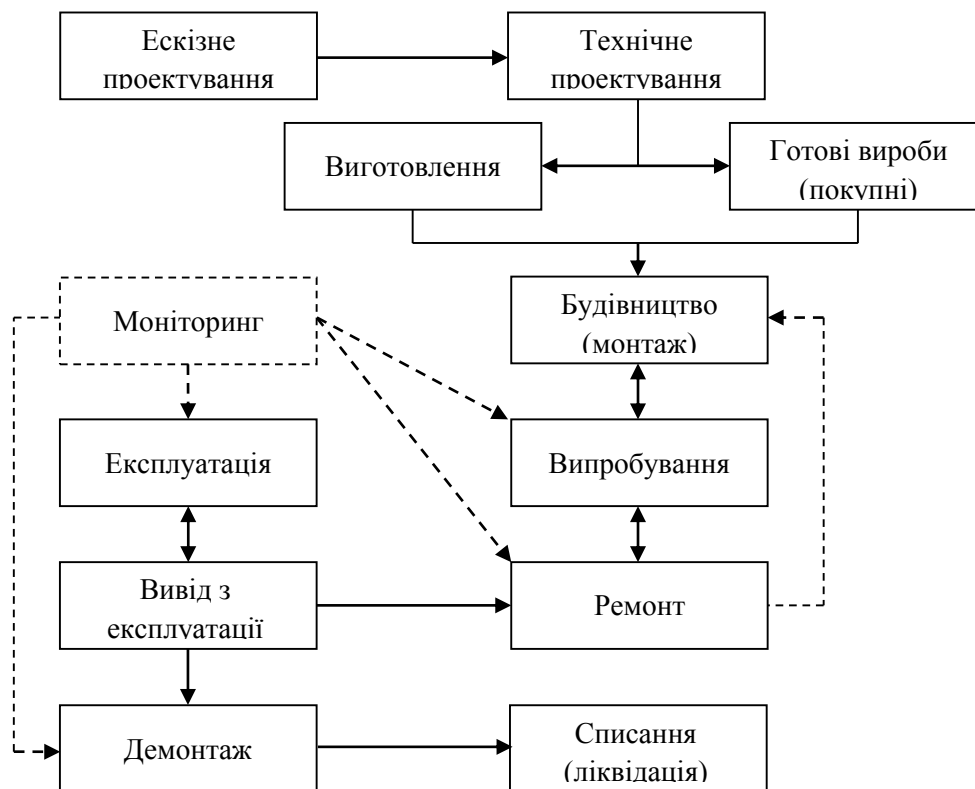 Ескізне
проектування
Технічне
проектування
Виготовлення
Готові вироби
(покупні)
Моніторинг
Будівництво
(монтаж)
Експлуатація
Випробування
Вивід з
експлуатації
Ремонт
Демонтаж
Списання
(ліквідація)